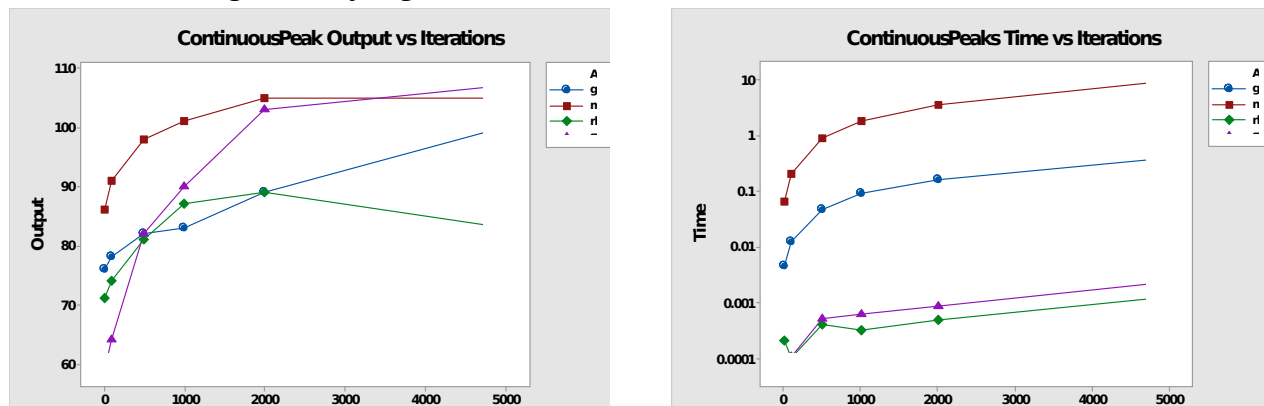 ContinuousPeak Output vs Iterations
110
100
90
80
70
60
Output
0 1000 2000 3000 4000 5000
A
g
rl
ContinuousPeaks Time vs Iterations
10
1
0.1
0.01
0.001
0.0001
Time
0 1000 2000 3000 4000 5000
A
g
rl